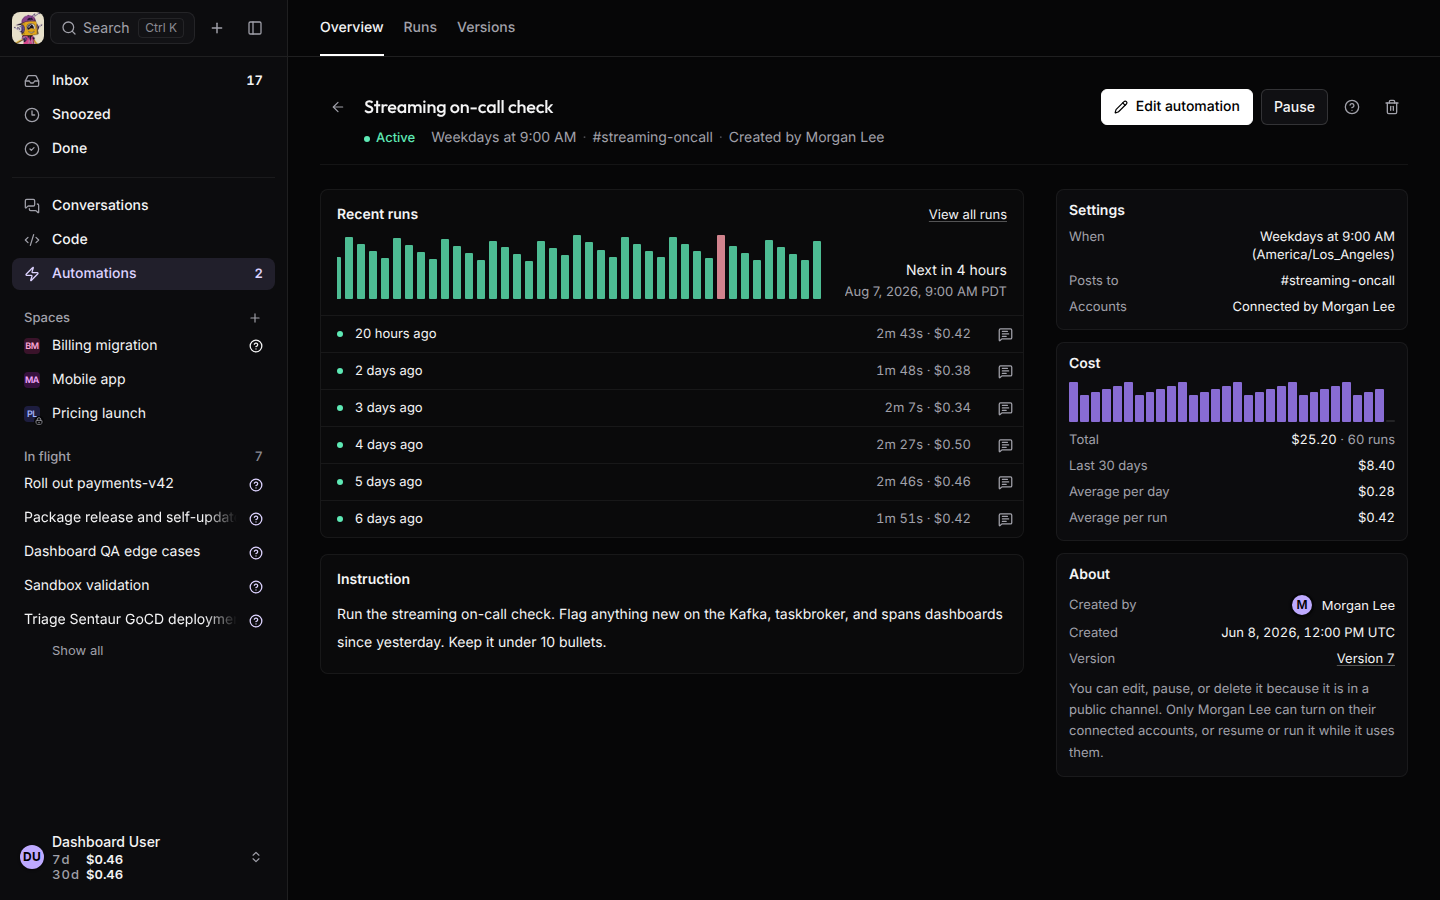 Search Ctrl K
Inbox 17
Snoozed
Done
Conversations
Code
Automations 2
Spaces
BM Billing migration
MA Mobile app
PL Pricing launch
In flight 7
Roll out payments-v42
Package release and self-updat
Dashboard QA edge cases
Sandbox validation
Triage Sentaur GoCD deployme
Show all
DU Dashboard User
7d $0.46
30d $0.46
Overview Runs Versions
Streaming on-call check
Edit automation Pause
Active Weekdays at 9:00 AM · #streaming-oncall · Created by Morgan Lee
Recent runs View all runs
Next in 4 hours
Aug 7, 2026, 9:00 AM PDT
20 hours ago 2m 43s · $0.42
2 days ago 1m 48s · $0.38
3 days ago 2m 7s · $0.34
4 days ago 2m 27s · $0.50
5 days ago 2m 46s · $0.46
6 days ago 1m 51s · $0.42
Instruction
Run the streaming on-call check. Flag anything new on the Kafka, taskbroker, and spans dashboards
since yesterday. Keep it under 10 bullets.
Settings
When Weekdays at 9:00 AM
(America/Los_Angeles)
Posts to #streaming-oncall
Accounts Connected by Morgan Lee
Cost
Total $25.20 · 60 runs
Last 30 days $8.40
Average per day $0.28
Average per run $0.42
About
Created by M Morgan Lee
Created Jun 8, 2026, 12:00 PM UTC
Version Version 7
You can edit, pause, or delete it because it is in a
public channel. Only Morgan Lee can turn on their
connected accounts, or resume or run it while it uses
them.